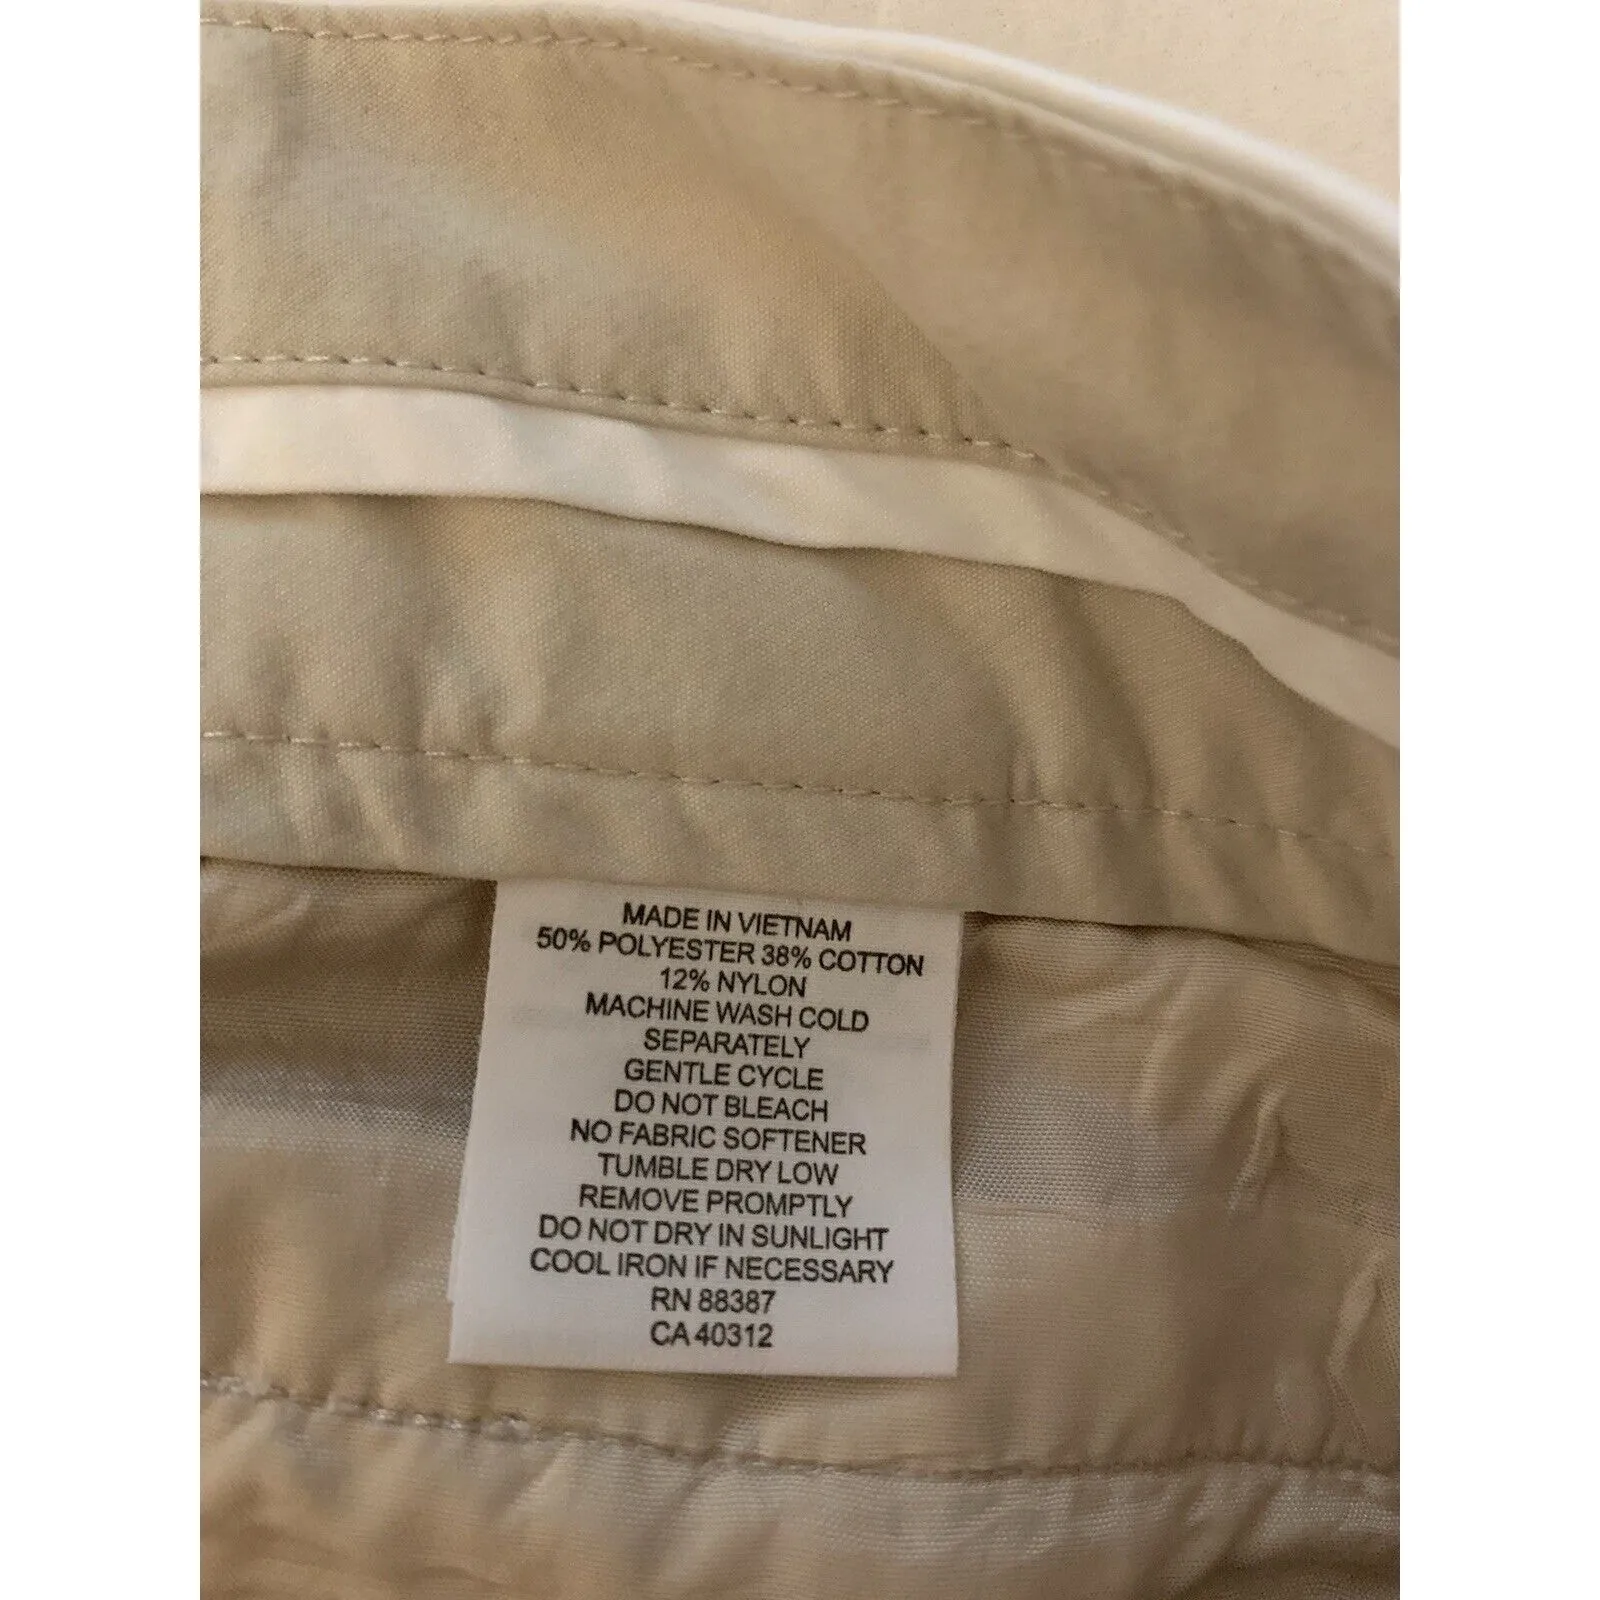 MADE IN VIETNAM
50% POLYESTER 38% COTTON
12% NYLON
MACHINE WASH COLD
SEPARATELY
GENTLE CYCLE
DO NOT BLEACH
NO FABRIC SOFTENER
TUMBLE DRY LOW
REMOVE PROMPTLY
DO NOT DRY IN SUNLIGHT
COOL IRON IF NECESSARY
RN 88387
CA 40312